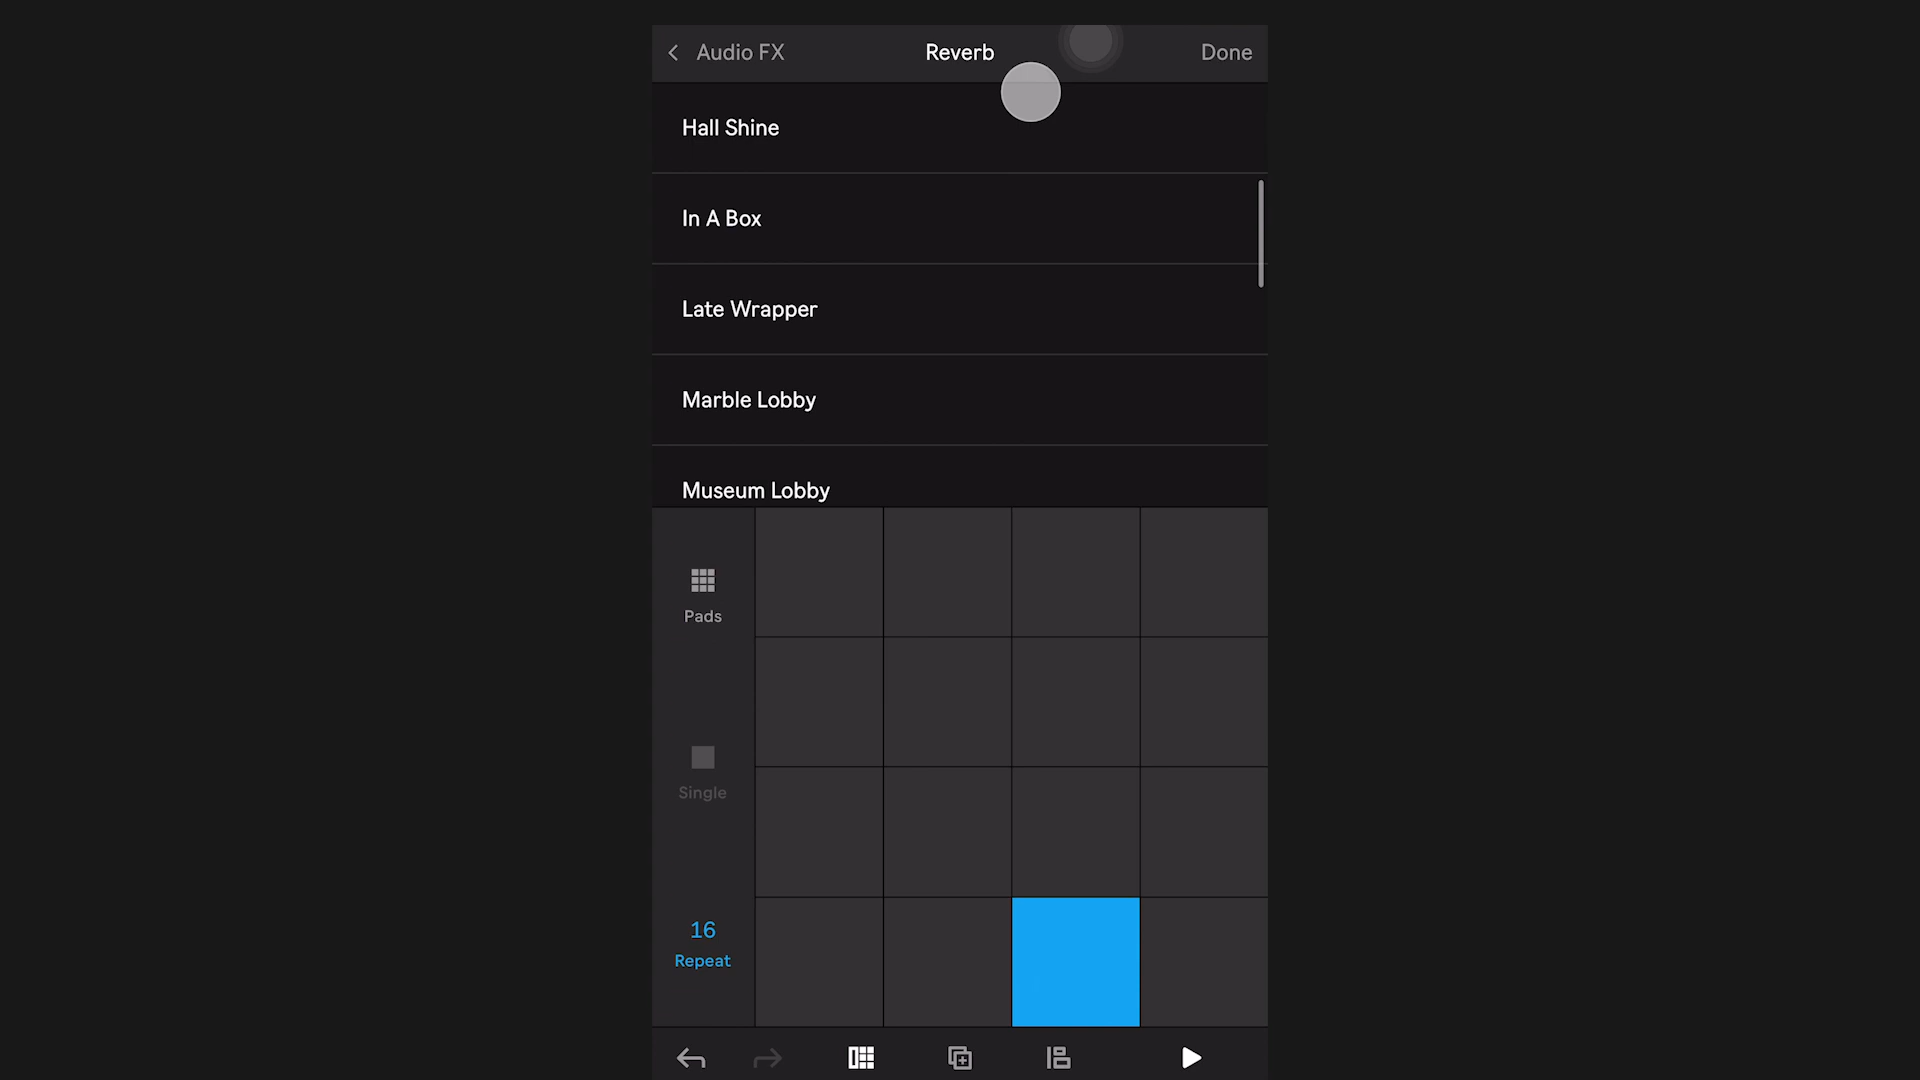 Audio FX
Reverb
Done
Hall Shine
In A Box
Late Wrapper
Marble Lobby
Museum Lobby
Pads
Single
16
Repeat